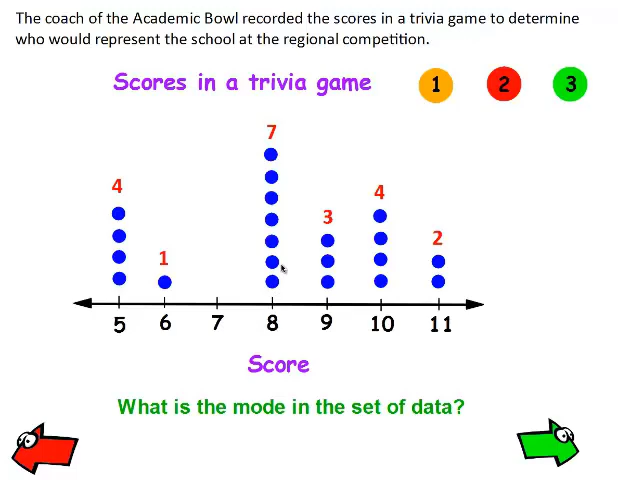 The coach of the Academic Bowl recorded the scores in a trivia game to determine
who would represent the school at the regional competition.
Scores in a trivia game
1 2 3
7
4 4
3
2
1
5 6 7 8 9 10 11
Score
What is the mode in the set of data?